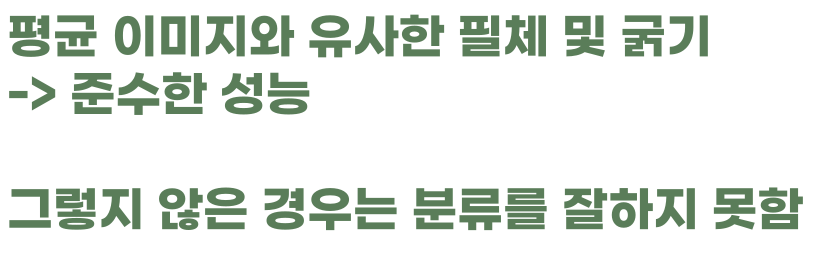 평균 이미지와 유사한 필체 및 굵기
-> 준수한 성능
그렇지 않은 경우는 분류를 잘하지 못함